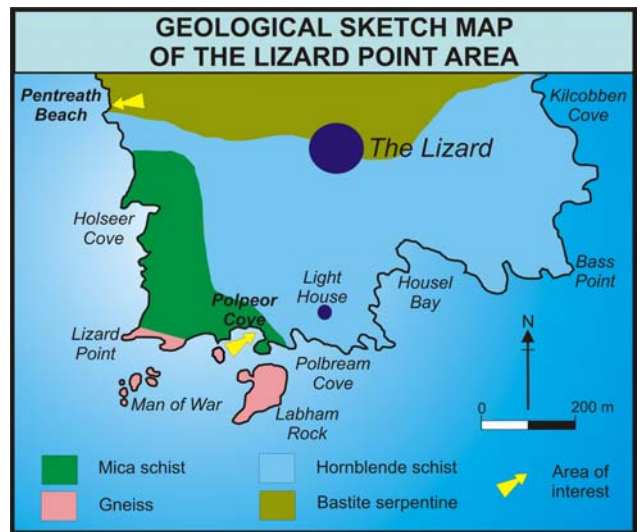 GEOLOGICAL SKETCH MAP
OF THE LIZARD POINT AREA
Pentreath
Beach
Kilcobben
Cove
The Lizard
Holseer
Cove
Bass
Point
Light
House
Housel
Bay
Polpeor
Cove
Lizard
Point
Polbream
Cove
N
Man of War
Labham
Rock
0
200 m
Mica schist
Hornblende schist
Area of
interest
Gneiss
Bastite serpentine